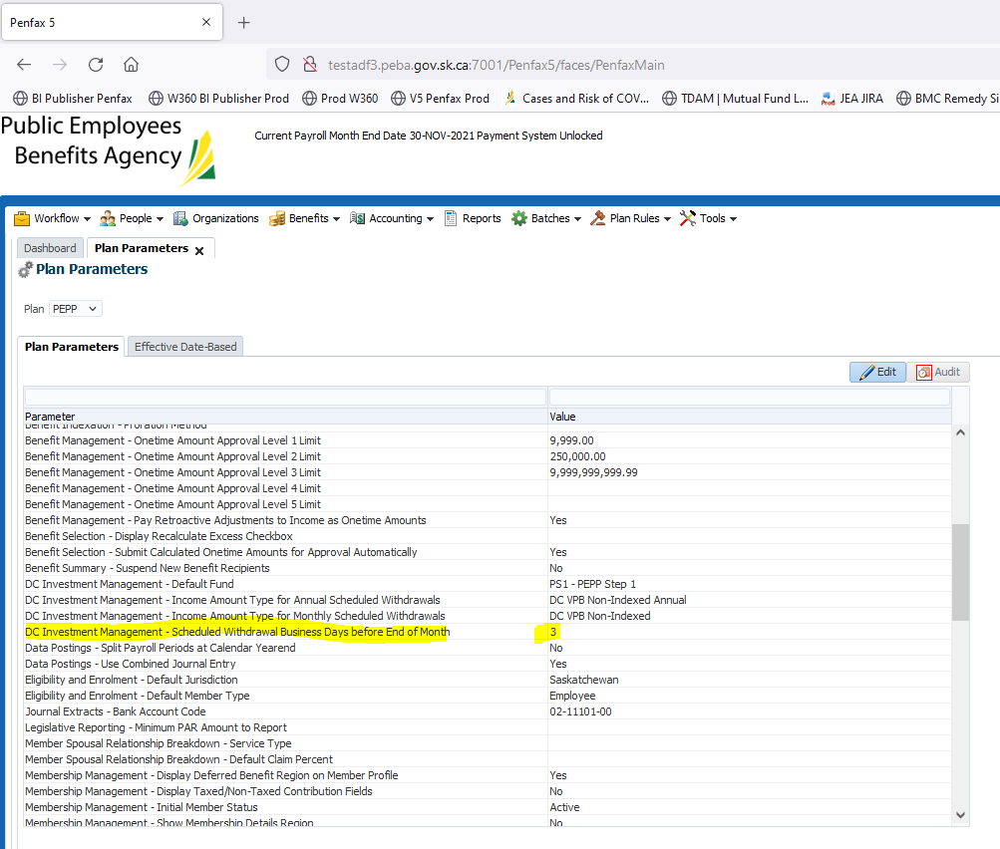 Penfax 5
testadf3.peba.gov.sk.ca:7001/Penfax5/faces/PenfaxMain
BI Publisher Penfax W360 BI Publisher Prod Prod W360 V5 Penfax Prod Cases and Risk of COV... TDAM | Mutual Fund L... JEA JIRA BMC Remedy Si
Public Employees
Benefits Agency
Current Payroll Month End Date 30-NOV-2021 Payment System Unlocked
Workflow People Organizations Benefits Accounting Reports Batches Plan Rules Tools
Dashboard Plan Parameters
Plan Parameters
Plan PEPP
Plan Parameters Effective Date-Based
Edit Audit
Parameter Value
Benefit Indexation - Proration Method
Benefit Management - Onetime Amount Approval Level 1 Limit 9,999.00
Benefit Management - Onetime Amount Approval Level 2 Limit 250,000.00
Benefit Management - Onetime Amount Approval Level 3 Limit 9,999,999,999.99
Benefit Management - Onetime Amount Approval Level 4 Limit
Benefit Management - Onetime Amount Approval Level 5 Limit
Benefit Management - Pay Retroactive Adjustments to Income as Onetime Amounts Yes
Benefit Selection - Display Recalculate Excess Checkbox
Benefit Selection - Submit Calculated Onetime Amounts for Approval Automatically Yes
Benefit Summary - Suspend New Benefit Recipients No
DC Investment Management - Default Fund PS1 - PEPP Step 1
DC Investment Management - Income Amount Type for Annual Scheduled Withdrawals DC VPB Non-Indexed Annual
DC Investment Management - Income Amount Type for Monthly Scheduled Withdrawals DC VPB Non-Indexed
DC Investment Management - Scheduled Withdrawal Business Days before End of Month 3
Data Postings - Split Payroll Periods at Calendar Yearend No
Data Postings - Use Combined Journal Entry Yes
Eligibility and Enrolment - Default Jurisdiction Saskatchewan
Eligibility and Enrolment - Default Member Type Employee
Journal Extracts - Bank Account Code 02-11101-00
Legislative Reporting - Minimum PAR Amount to Report
Member Spousal Relationship Breakdown - Service Type
Member Spousal Relationship Breakdown - Default Claim Percent
Membership Management - Display Deferred Benefit Region on Member Profile Yes
Membership Management - Display Taxed/Non-Taxed Contribution Fields No
Membership Management - Initial Member Status Active
Membership Management - Show Membership Details Region No